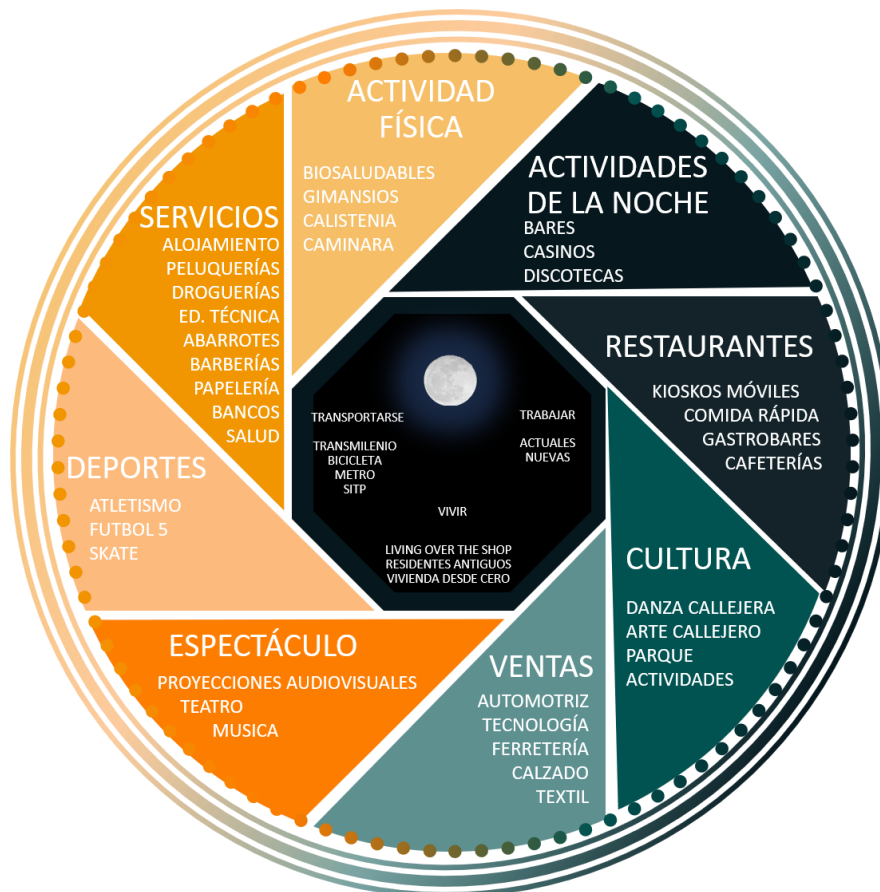 ACTIVIDAD
FÍSICA
BIOSALUDABLES
GIMANSIOS
CALISTENIA
CAMINARA
ACTIVIDADES
DE LA NOCHE
BARES
CASINOS
DISCOTECAS
RESTAURANTES
KIOSKOS MÓVILES
COMIDA RÁPIDA
GASTROBARES
CAFETERÍAS
CULTURA
DANZA CALLEJERA
ARTE CALLEJERO
PARQUE
ACTIVIDADES
VENTAS
AUTOMOTRIZ
TECNOLOGÍA
FERRETERÍA
CALZADO
TEXTIL
ESPECTÁCULO
PROYECCIONES AUDIOVISUALES
TEATRO
MUSICA
DEPORTES
ATLETISMO
FUTBOL 5
SKATE
SERVICIOS
ALOJAMIENTO
PELUQUERÍAS
DROGUERÍAS
ED. TÉCNICA
ABARROTES
BARBERÍAS
PAPELERÍA
BANCOS
SALUD
TRANSPORTARSE
TRANSMILENIO
BICICLETA
METRO
SITP
TRABAJAR
ACTUALES
NUEVAS
VIVIR
LIVING OVER THE SHOP
RESIDENTES ANTIGUOS
VIVIENDA DESDE CERO